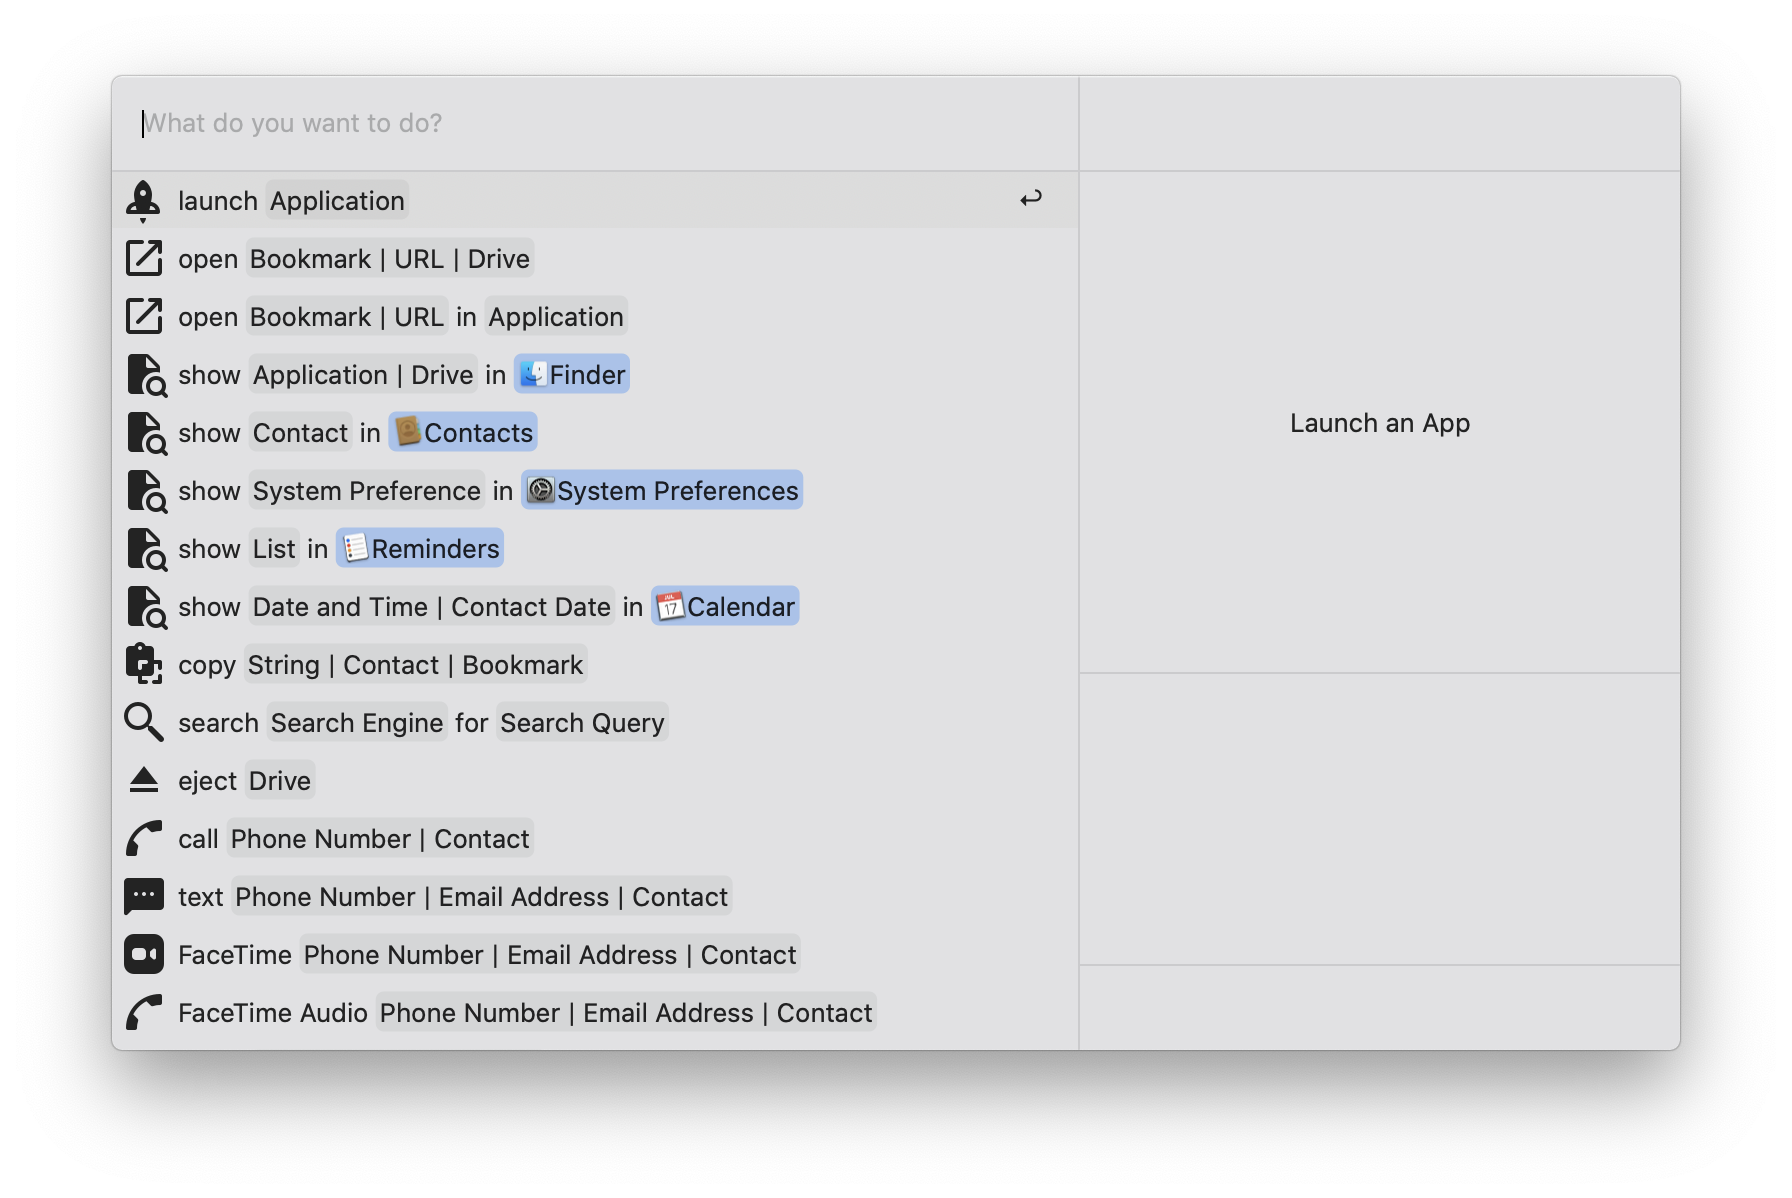 What do you want to do?
launch Application
open Bookmark | URL | Drive
open Bookmark | URL in Application
show Application | Drive in Finder
show Contact in Contacts
show System Preference in System Preferences
show List in Reminders
show Date and Time | Contact Date in JUL 17 Calendar
copy String | Contact | Bookmark
search Search Engine for Search Query
eject Drive
call Phone Number | Contact
text Phone Number | Email Address | Contact
FaceTime Phone Number | Email Address | Contact
FaceTime Audio Phone Number | Email Address | Contact
Launch an App